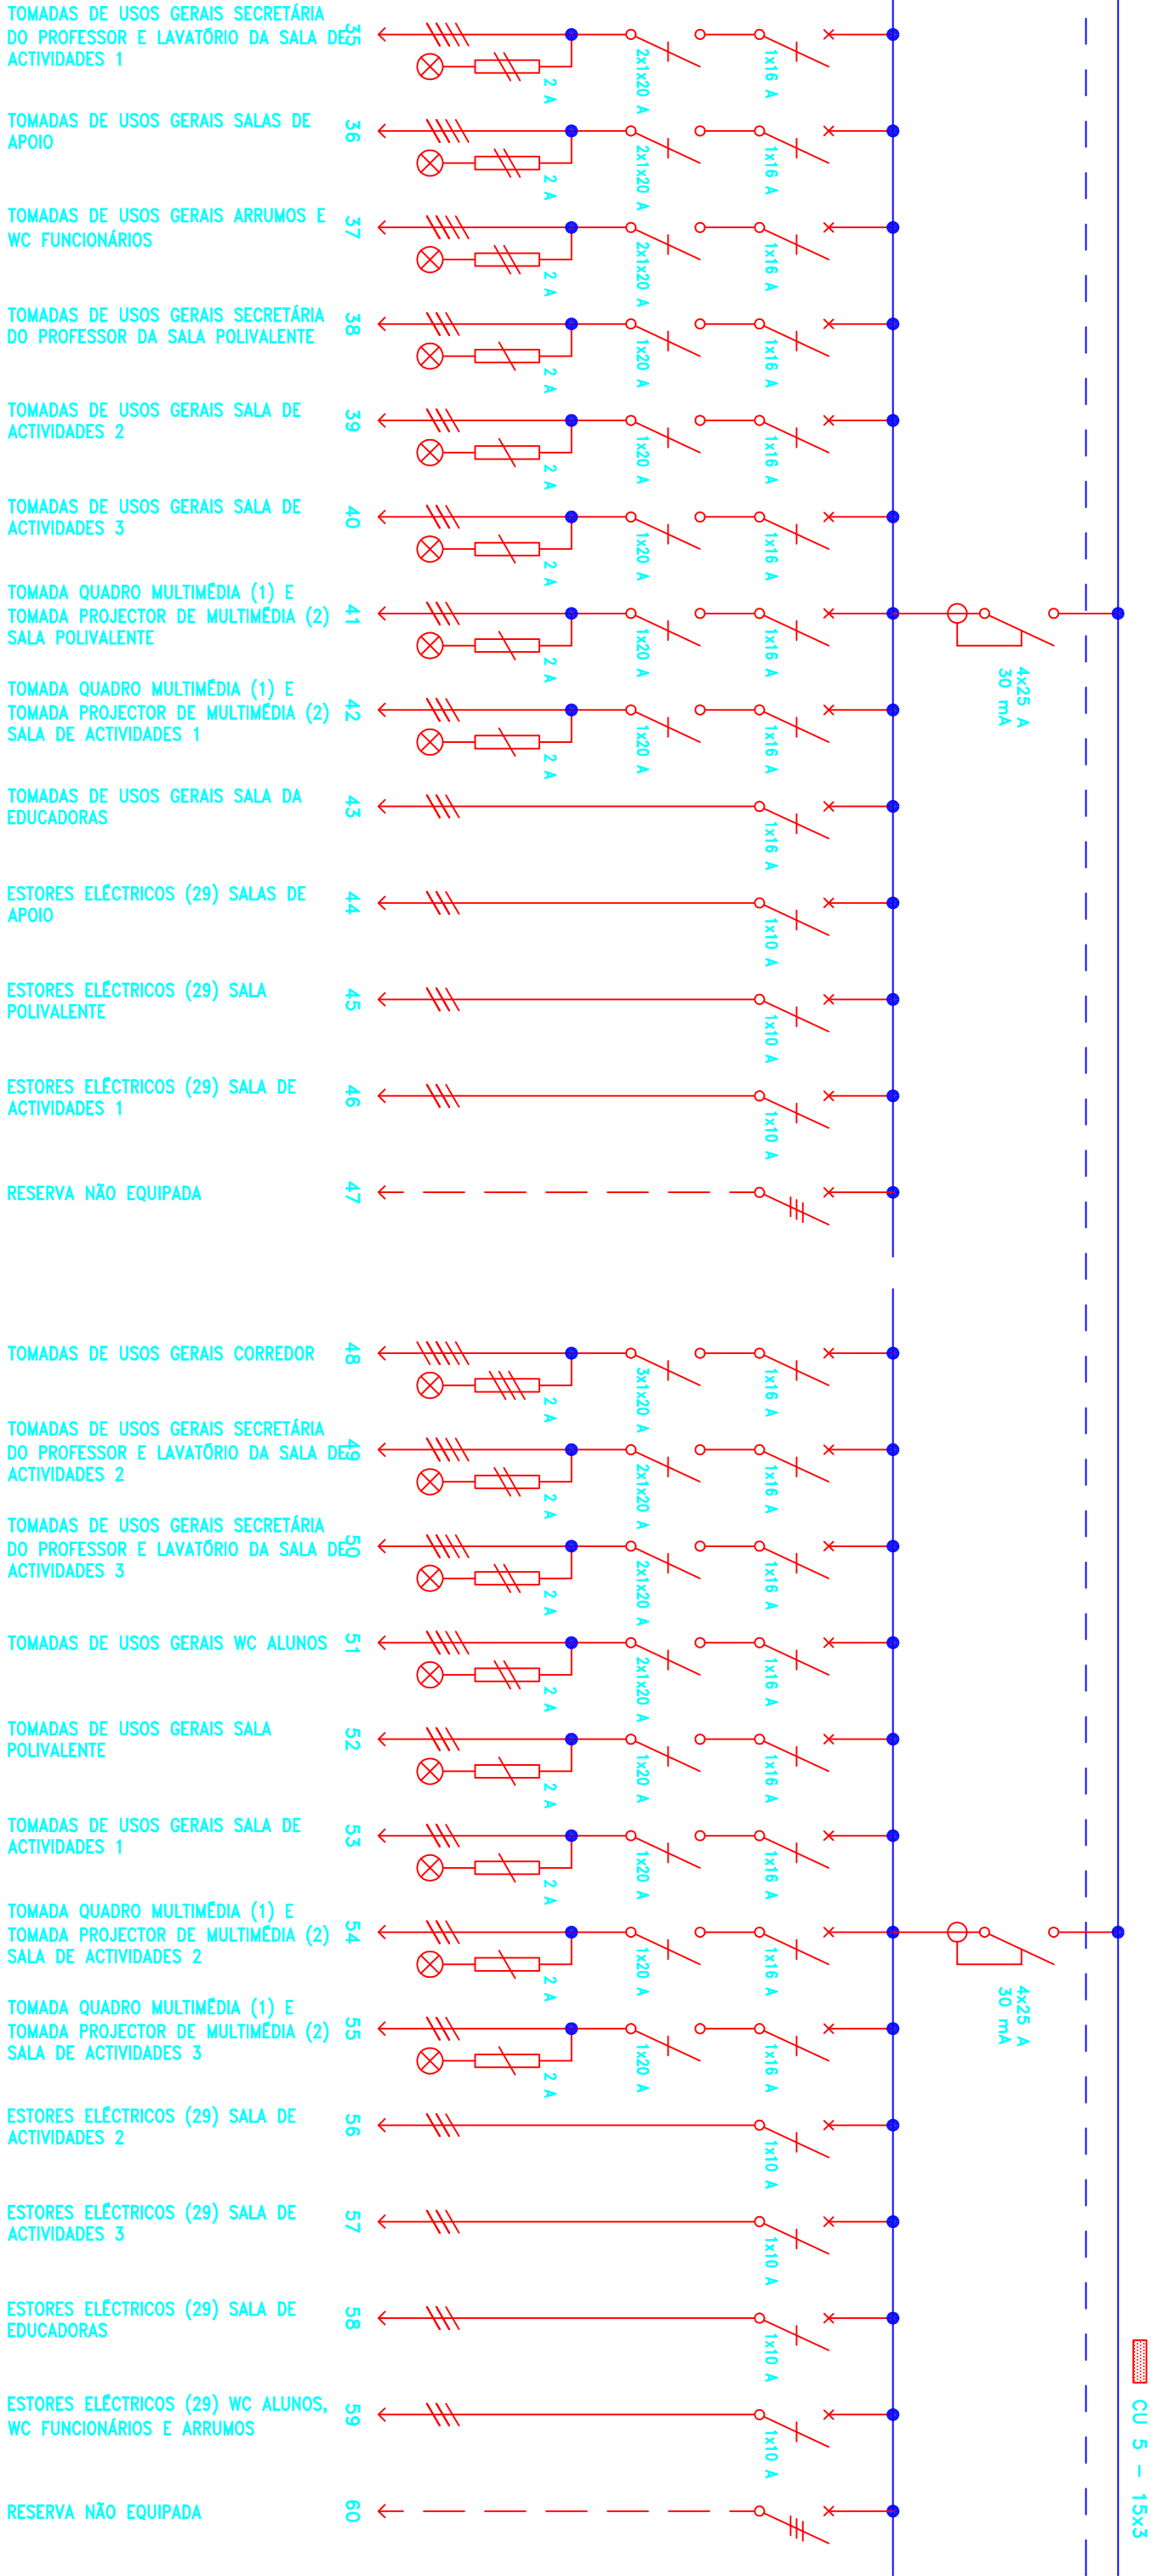 TOMADAS DE USOS GERAIS SECRETÁRIA
DO PROFESSOR E LAVATÓRIO DA SALA DE
ACTIVIDADES 1
35
2 A
2x1x20 A
1x16 A
TOMADAS DE USOS GERAIS SALAS DE
APOIO
36
2 A
2x1x20 A
1x16 A
TOMADAS DE USOS GERAIS ARRUMOS E
WC FUNCIONÁRIOS
37
2 A
2x1x20 A
1x16 A
TOMADAS DE USOS GERAIS SECRETÁRIA
DO PROFESSOR DA SALA POLIVALENTE
38
2 A
1x20 A
1x16 A
TOMADAS DE USOS GERAIS SALA DE
ACTIVIDADES 2
39
2 A
1x20 A
1x16 A
TOMADAS DE USOS GERAIS SALA DE
ACTIVIDADES 3
40
2 A
1x20 A
1x16 A
TOMADA QUADRO MULTIMÉDIA (1) E
TOMADA PROJECTOR DE MULTIMÉDIA (2)
SALA POLIVALENTE
41
2 A
1x20 A
1x16 A
4x25 A
30 mA
TOMADA QUADRO MULTIMÉDIA (1) E
TOMADA PROJECTOR DE MULTIMÉDIA (2)
SALA DE ACTIVIDADES 1
42
2 A
1x20 A
1x16 A
TOMADAS DE USOS GERAIS SALA DA
EDUCADORAS
43
1x16 A
ESTORES ELÉCTRICOS (29) SALAS DE
APOIO
44
1x10 A
ESTORES ELÉCTRICOS (29) SALA
POLIVALENTE
45
1x10 A
ESTORES ELÉCTRICOS (29) SALA DE
ACTIVIDADES 1
46
1x10 A
RESERVA NÃO EQUIPADA
47
TOMADAS DE USOS GERAIS CORREDOR
48
2 A
3x1x20 A
1x16 A
TOMADAS DE USOS GERAIS SECRETÁRIA
DO PROFESSOR E LAVATÓRIO DA SALA DE
ACTIVIDADES 2
49
2 A
2x1x20 A
1x16 A
TOMADAS DE USOS GERAIS SECRETÁRIA
DO PROFESSOR E LAVATÓRIO DA SALA DE
ACTIVIDADES 3
50
2 A
2x1x20 A
1x16 A
TOMADAS DE USOS GERAIS WC ALUNOS
51
2 A
2x1x20 A
1x16 A
TOMADAS DE USOS GERAIS SALA
POLIVALENTE
52
2 A
1x20 A
1x16 A
TOMADAS DE USOS GERAIS SALA DE
ACTIVIDADES 1
53
2 A
1x20 A
1x16 A
TOMADA QUADRO MULTIMÉDIA (1) E
TOMADA PROJECTOR DE MULTIMÉDIA (2)
SALA DE ACTIVIDADES 2
54
2 A
1x20 A
1x16 A
4x25 A
30 mA
TOMADA QUADRO MULTIMÉDIA (1) E
TOMADA PROJECTOR DE MULTIMÉDIA (2)
SALA DE ACTIVIDADES 3
55
2 A
1x20 A
1x16 A
ESTORES ELÉCTRICOS (29) SALA DE
ACTIVIDADES 2
56
1x10 A
ESTORES ELÉCTRICOS (29) SALA DE
ACTIVIDADES 3
57
1x10 A
ESTORES ELÉCTRICOS (29) SALA DE
EDUCADORAS
58
1x10 A
ESTORES ELÉCTRICOS (29) WC ALUNOS,
WC FUNCIONÁRIOS E ARRUMOS
59
1x10 A
RESERVA NÃO EQUIPADA
60
CU 5 - 15x3